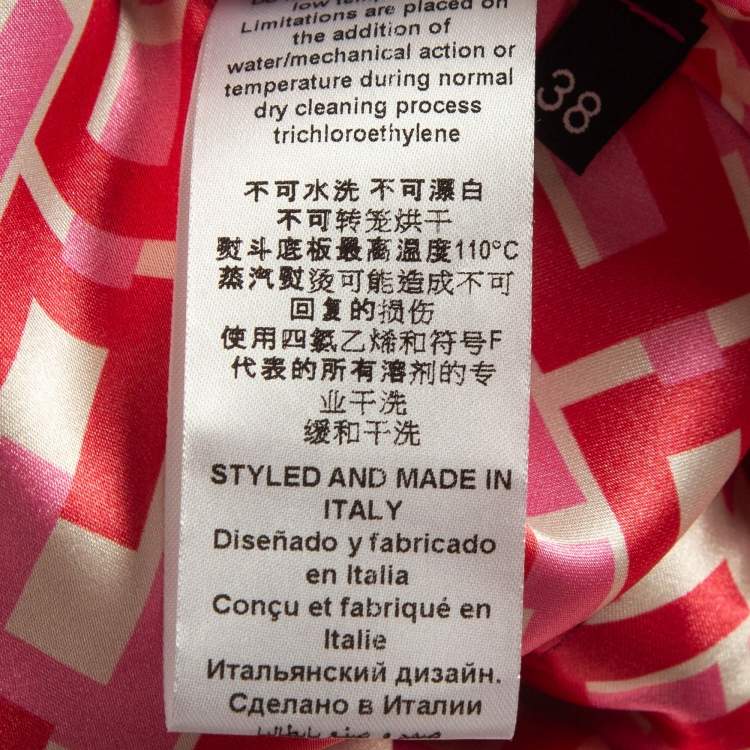 Limitations are placed on
the addition of
water/mechanical action or
temperature during normal
dry cleaning process
trichloroethylene
38
不可水洗 不可漂白
不可转笼烘干
熨斗底板最高温度110°C
蒸汽熨烫可能造成不可
回复的损伤
使用四氯乙烯和符号F
代表的所有溶剂的专
业干洗
缓和干洗
STYLED AND MADE IN
ITALY
Diseñado y fabricado
en Italia
Conçu et fabriqué en
Italie
Итальянский дизайн.
Сделано в Италии